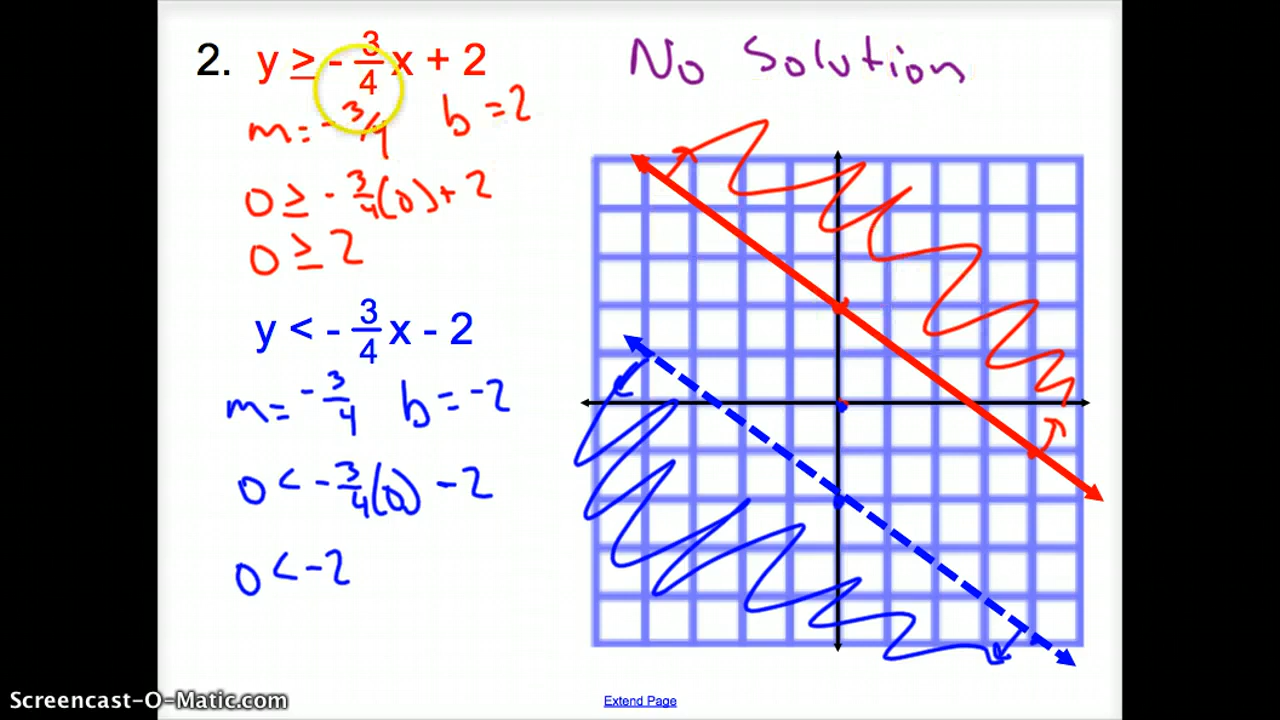 2. y ≥ - 3/4 x + 2
m = -3/4 b = 2
0 ≥ - 3/4 (0) + 2
0 ≥ 2
y < - 3/4 x - 2
m = - 3/4 b = -2
0 < - 3/4 (0) - 2
0 < -2
No Solution
Extend Page
Screencast-O-Matic.com